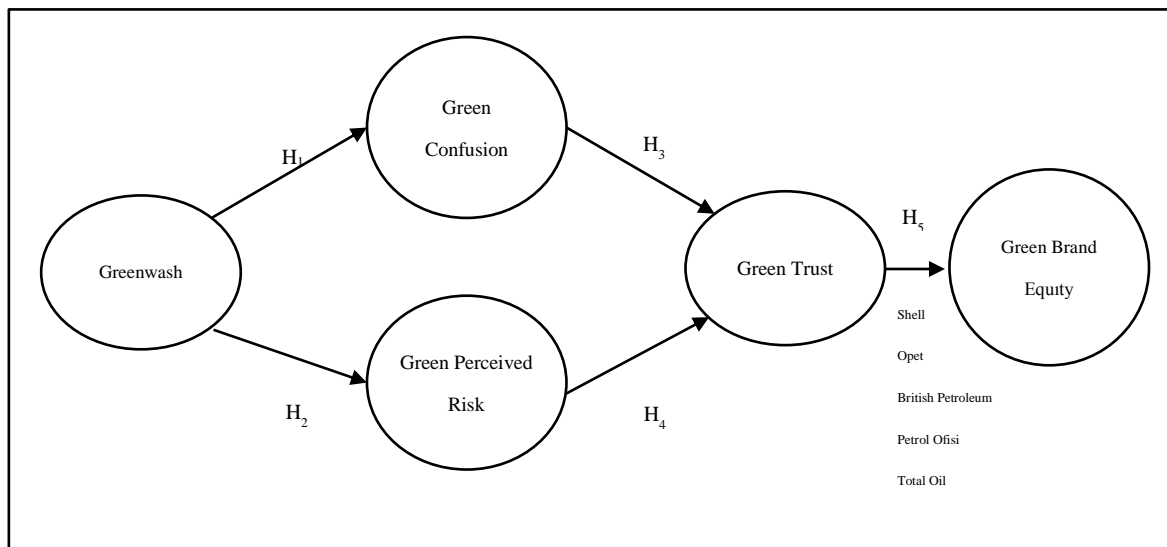 Green
Confusion
H₁
H₃
Greenwash
Green Trust
H₅
Green Brand
Equıty
Shell
Opet
British Petroleum
Petrol Ofisi
Total Oil
Green Perceived
Risk
H₂
H₄